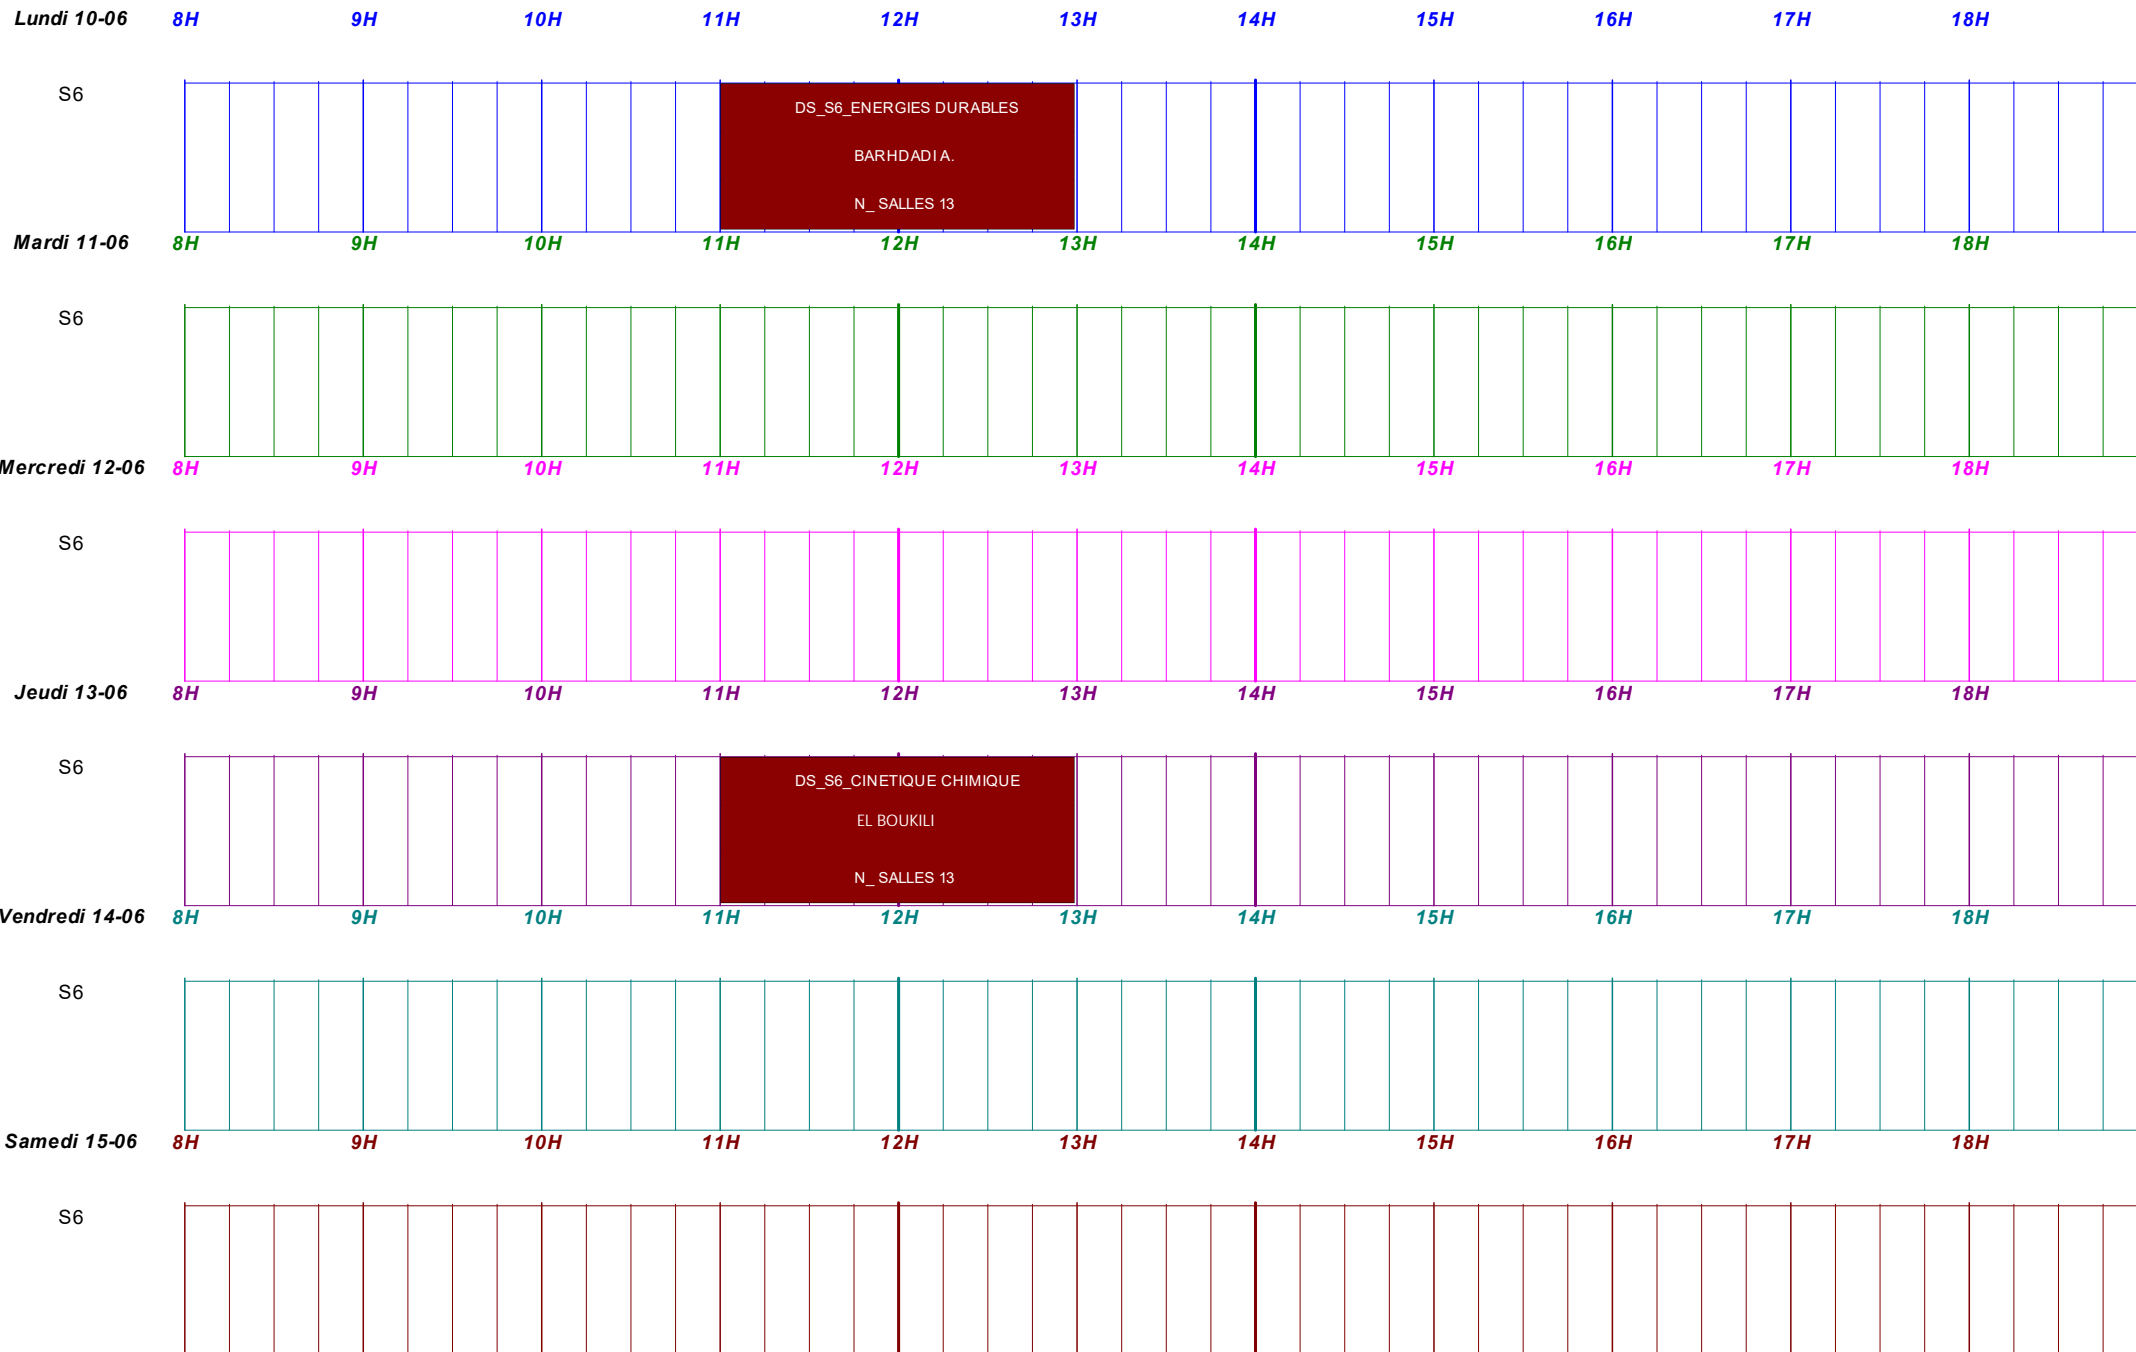 Lundi 10-06 8H 9H 10H 11H 12H 13H 14H 15H 16H 17H 18H
S6
DS_S6_ENERGIES DURABLES
BARHDADI A.
N_ SALLES 13
Mardi 11-06 8H 9H 10H 11H 12H 13H 14H 15H 16H 17H 18H
S6
Mercredi 12-06 8H 9H 10H 11H 12H 13H 14H 15H 16H 17H 18H
S6
Jeudi 13-06 8H 9H 10H 11H 12H 13H 14H 15H 16H 17H 18H
S6
DS_S6_CINETIQUE CHIMIQUE
EL BOUKILI
N_ SALLES 13
Vendredi 14-06 8H 9H 10H 11H 12H 13H 14H 15H 16H 17H 18H
S6
Samedi 15-06 8H 9H 10H 11H 12H 13H 14H 15H 16H 17H 18H
S6